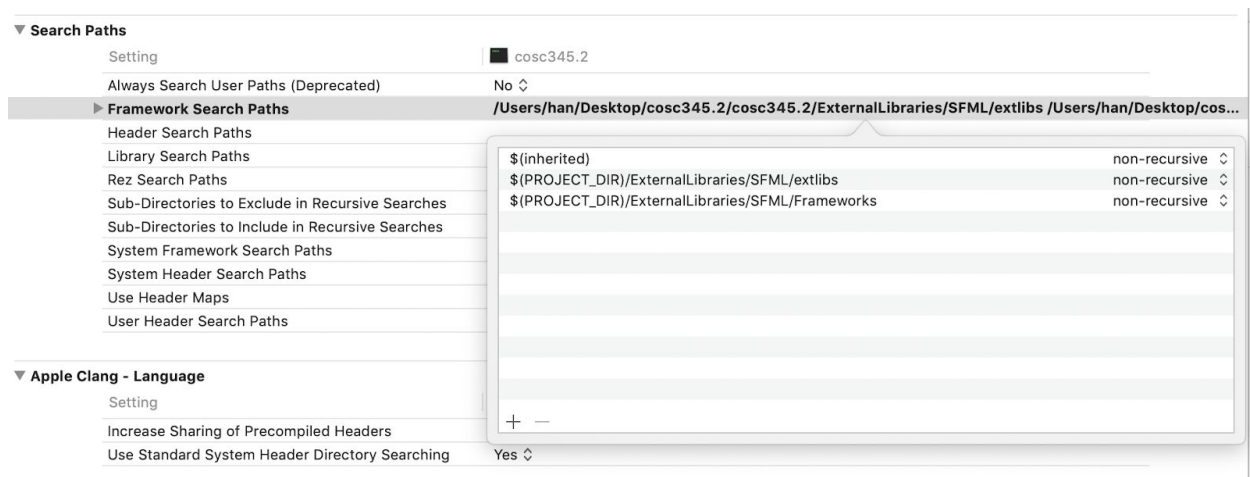 Search Paths
Setting cosc345.2
Always Search User Paths (Deprecated) No
Framework Search Paths /Users/han/Desktop/cosc345.2/cosc345.2/ExternalLibraries/SFML/extlibs /Users/han/Desktop/cos...
Header Search Paths
Library Search Paths
Rez Search Paths
Sub-Directories to Exclude in Recursive Searches
Sub-Directories to Include in Recursive Searches
System Framework Search Paths
System Header Search Paths
Use Header Maps
User Header Search Paths
$(inherited) non-recursive
$(PROJECT_DIR)/ExternalLibraries/SFML/extlibs non-recursive
$(PROJECT_DIR)/ExternalLibraries/SFML/Frameworks non-recursive
Apple Clang - Language
Setting
Increase Sharing of Precompiled Headers
Use Standard System Header Directory Searching Yes